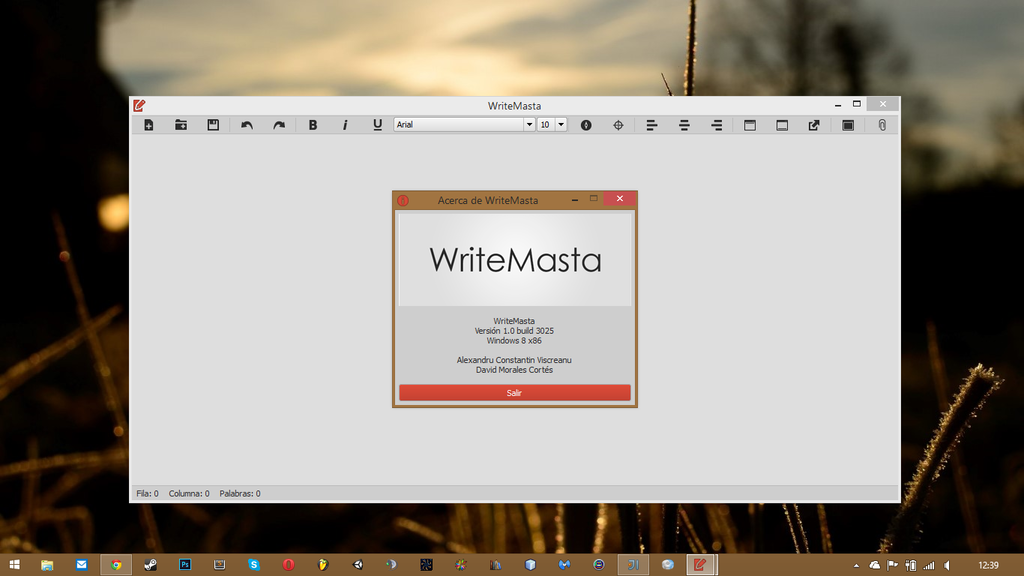 WriteMasta
B i U Arial 10
Acerca de WriteMasta
WriteMasta
WriteMasta
Versión 1.0 build 3025
Windows 8 x86
Alexandru Constantin Viscreanu
David Morales Cortés
Salir
Fila: 0 Columna: 0 Palabras: 0
Ps
12:39